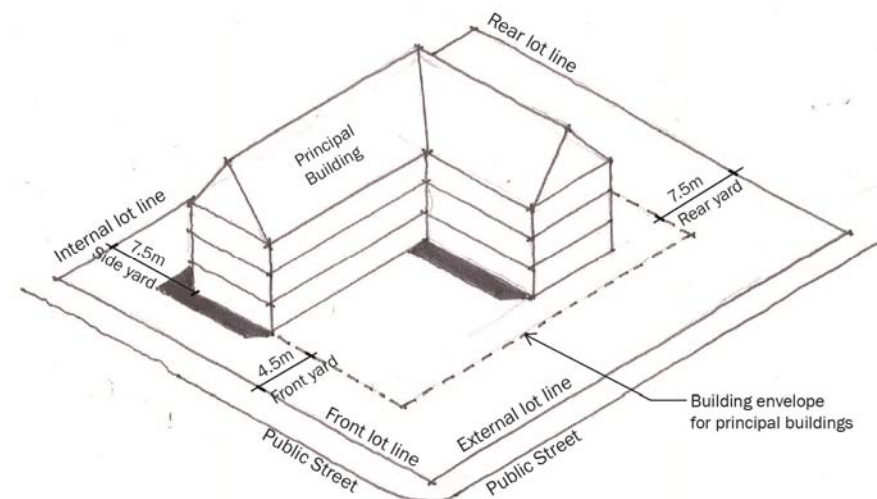 Rear lot line
Principal
Building
7.5m
Rear yard
Internal lot line
7.5m
Side yard
4.5m
Front yard
Front lot line
External lot line
Building envelope
for principal buildings
Public Street
Public Street